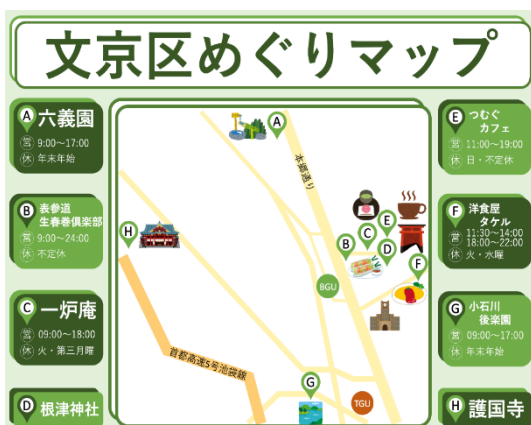 文京区めぐりマップ
A 六義園
営 9:00〜17:00
休 年末年始
B 表参道
生春巻倶楽部
営 9:00〜24:00
休 不定休
C 一炉庵
営 09:00〜18:00
休 火・第三月曜
D 根津神社
A
本郷通り
H
E
C
B
D
F
BGU
首都高速5号池袋線
G
TGU
E つむぐ
カフェ
営 11:00〜19:00
休 日・不定休
F 洋食屋
タケル
営 11:30〜14:00
18:00〜22:00
休 火・水曜
G 小石川
後楽園
営 09:00〜17:00
休 年末年始
H 護国寺